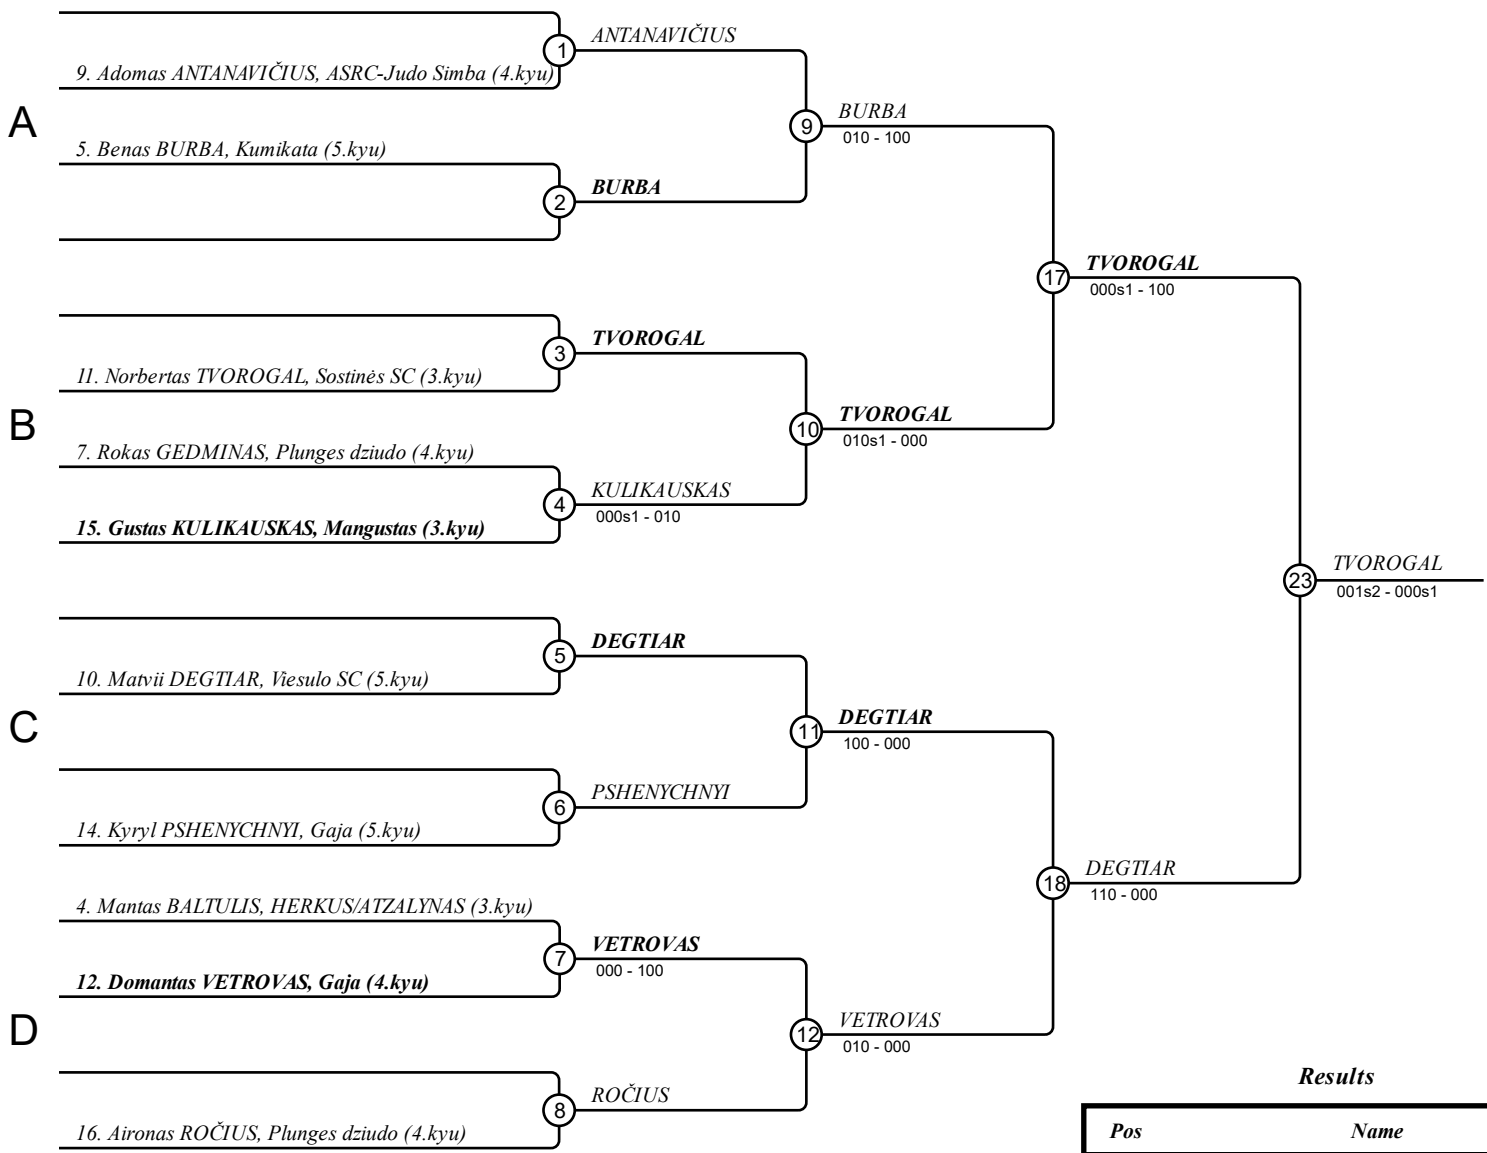 1
ANTANAVIČIUS
9. Adomas ANTANAVIČIUS, ASRC-Judo Simba (4.kyu)
A
9
BURBA
010 - 100
5. Benas BURBA, Kumikata (5.kyu)
2
BURBA
17
TVOROGAL
000s1 - 100
3
TVOROGAL
11. Norbertas TVOROGAL, Sostinės SC (3.kyu)
B
10
TVOROGAL
010s1 - 000
7. Rokas GEDMINAS, Plunges dziudo (4.kyu)
4
KULIKAUSKAS
000s1 - 010
15. Gustas KULIKAUSKAS, Mangustas (3.kyu)
23
TVOROGAL
001s2 - 000s1
5
DEGTIAR
10. Matvii DEGTIAR, Viesulo SC (5.kyu)
C
11
DEGTIAR
100 - 000
6
PSHENYCHNYI
14. Kyryl PSHENYCHNYI, Gaja (5.kyu)
18
DEGTIAR
110 - 000
4. Mantas BALTULIS, HERKUS/ATZALYNAS (3.kyu)
7
VETROVAS
000 - 100
12. Domantas VETROVAS, Gaja (4.kyu)
D
12
VETROVAS
010 - 000
8
ROČIUS
16. Aironas ROČIUS, Plunges dziudo (4.kyu)
Results
Pos Name